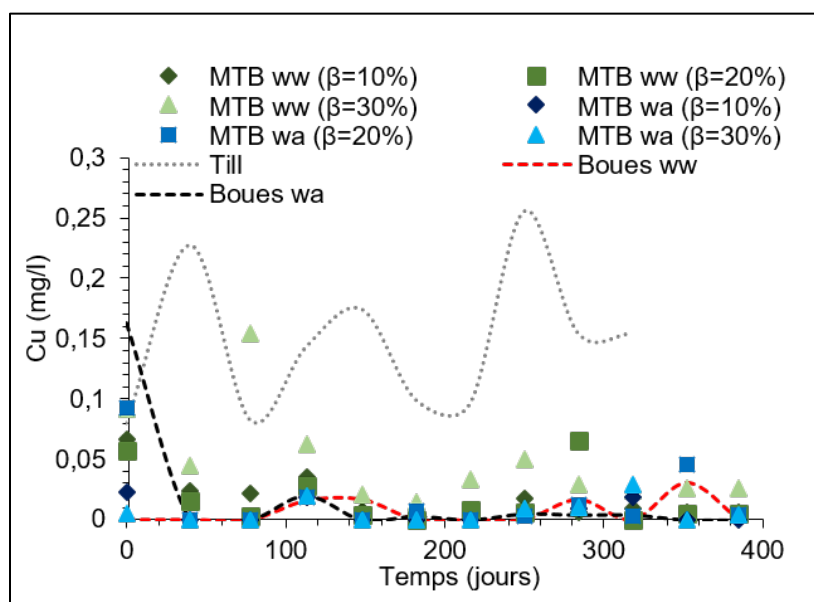 MTB ww (β=10%) MTB ww (β=20%)
MTB ww (β=30%) MTB wa (β=10%)
MTB wa (β=20%) MTB wa (β=30%)
Till Boues ww
Boues wa
0,3
0,25
0,2
0,15
0,1
0,05
0
Cu (mg/l)
0 100 200 300 400
Temps (jours)